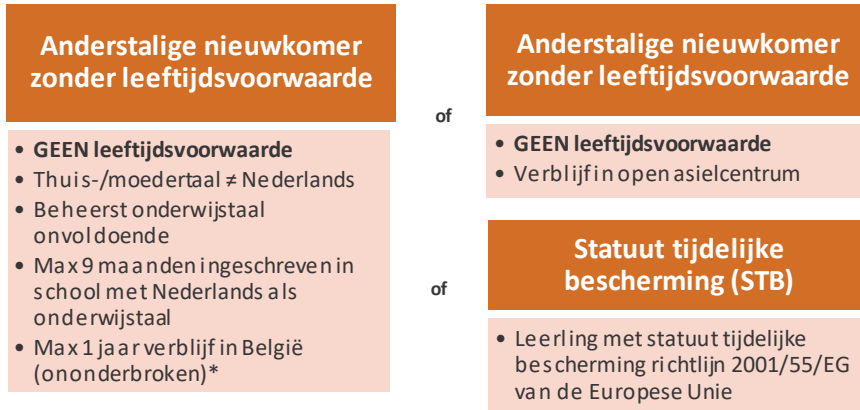 Anderstalige nieuwkomer
zonder leeftijdsvoorwaarde
• GEEN leeftijdsvoorwaarde
• Thuis-/moedertaal ≠ Nederlands
• Beheerst onderwijstaal
onvoldoende
• Max 9 maanden ingeschreven in
school met Nederlands als
onderwijstaal
• Max 1 jaar verblijf in België
(ononderbroken)*
of
of
Anderstalige nieuwkomer
zonder leeftijdsvoorwaarde
• GEEN leeftijdsvoorwaarde
• Verblijf in open asielcentrum
Statuut tijdelijke
bescherming (STB)
• Leerling met statuut tijdelijke
bescherming richtlijn 2001/55/EG
van de Europese Unie